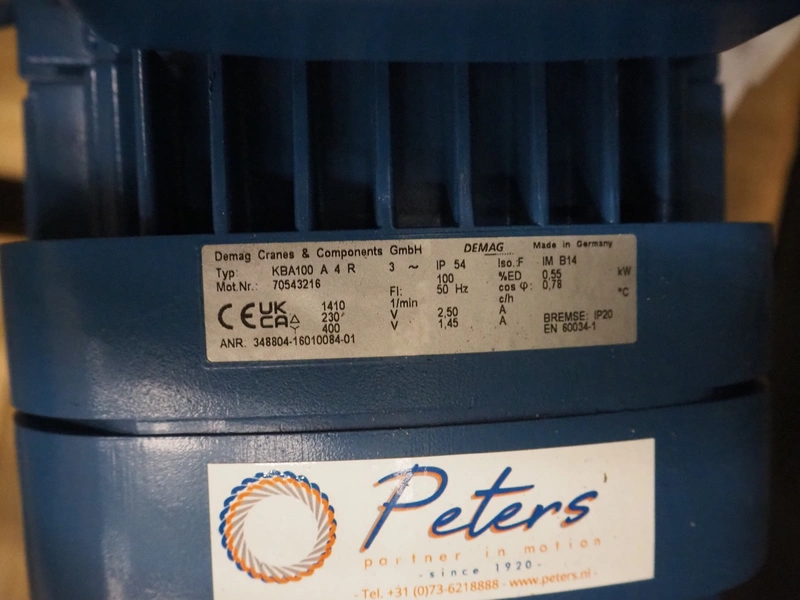 Demag Cranes & Components GmbH DEMAG Made in Germany
Typ: KBA100 A 4 R 3 ~ IP 54 Iso.:F IM B14
Mot.Nr.: 70543216 100 %ED 0,55 kW
FI: 50 Hz cos φ: 0,78 °C
CE UKCA 1410 1/min c/h
230 △ V 2,50 A BREMSE: IP20
400 Y V 1,45 A EN 60034-1
ANR. 348804-16010084-01
Peters
partner in motion
- since 1920 -
- Tel. +31 (0)73-6218888 - www.peters.nl -